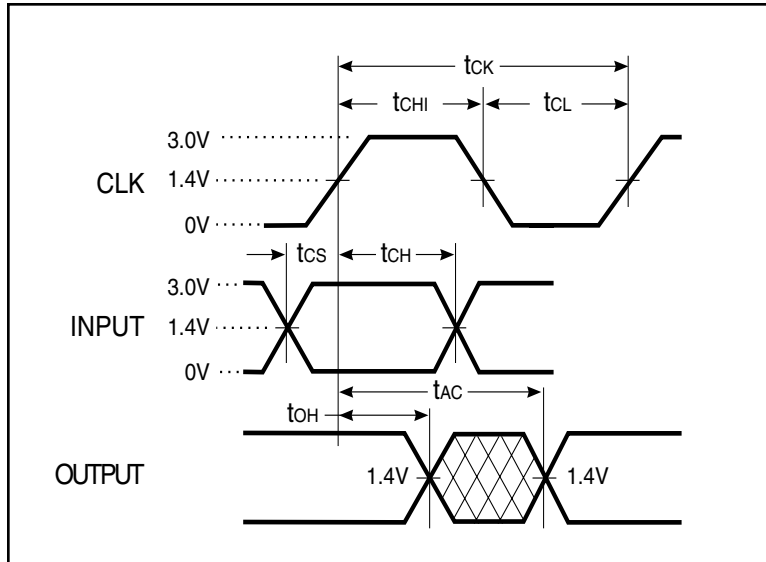 tCK
tCHI tCL
3.0V
CLK 1.4V
0V
tCS tCH
3.0V
INPUT 1.4V
0V
tAC
tOH
OUTPUT 1.4V 1.4V